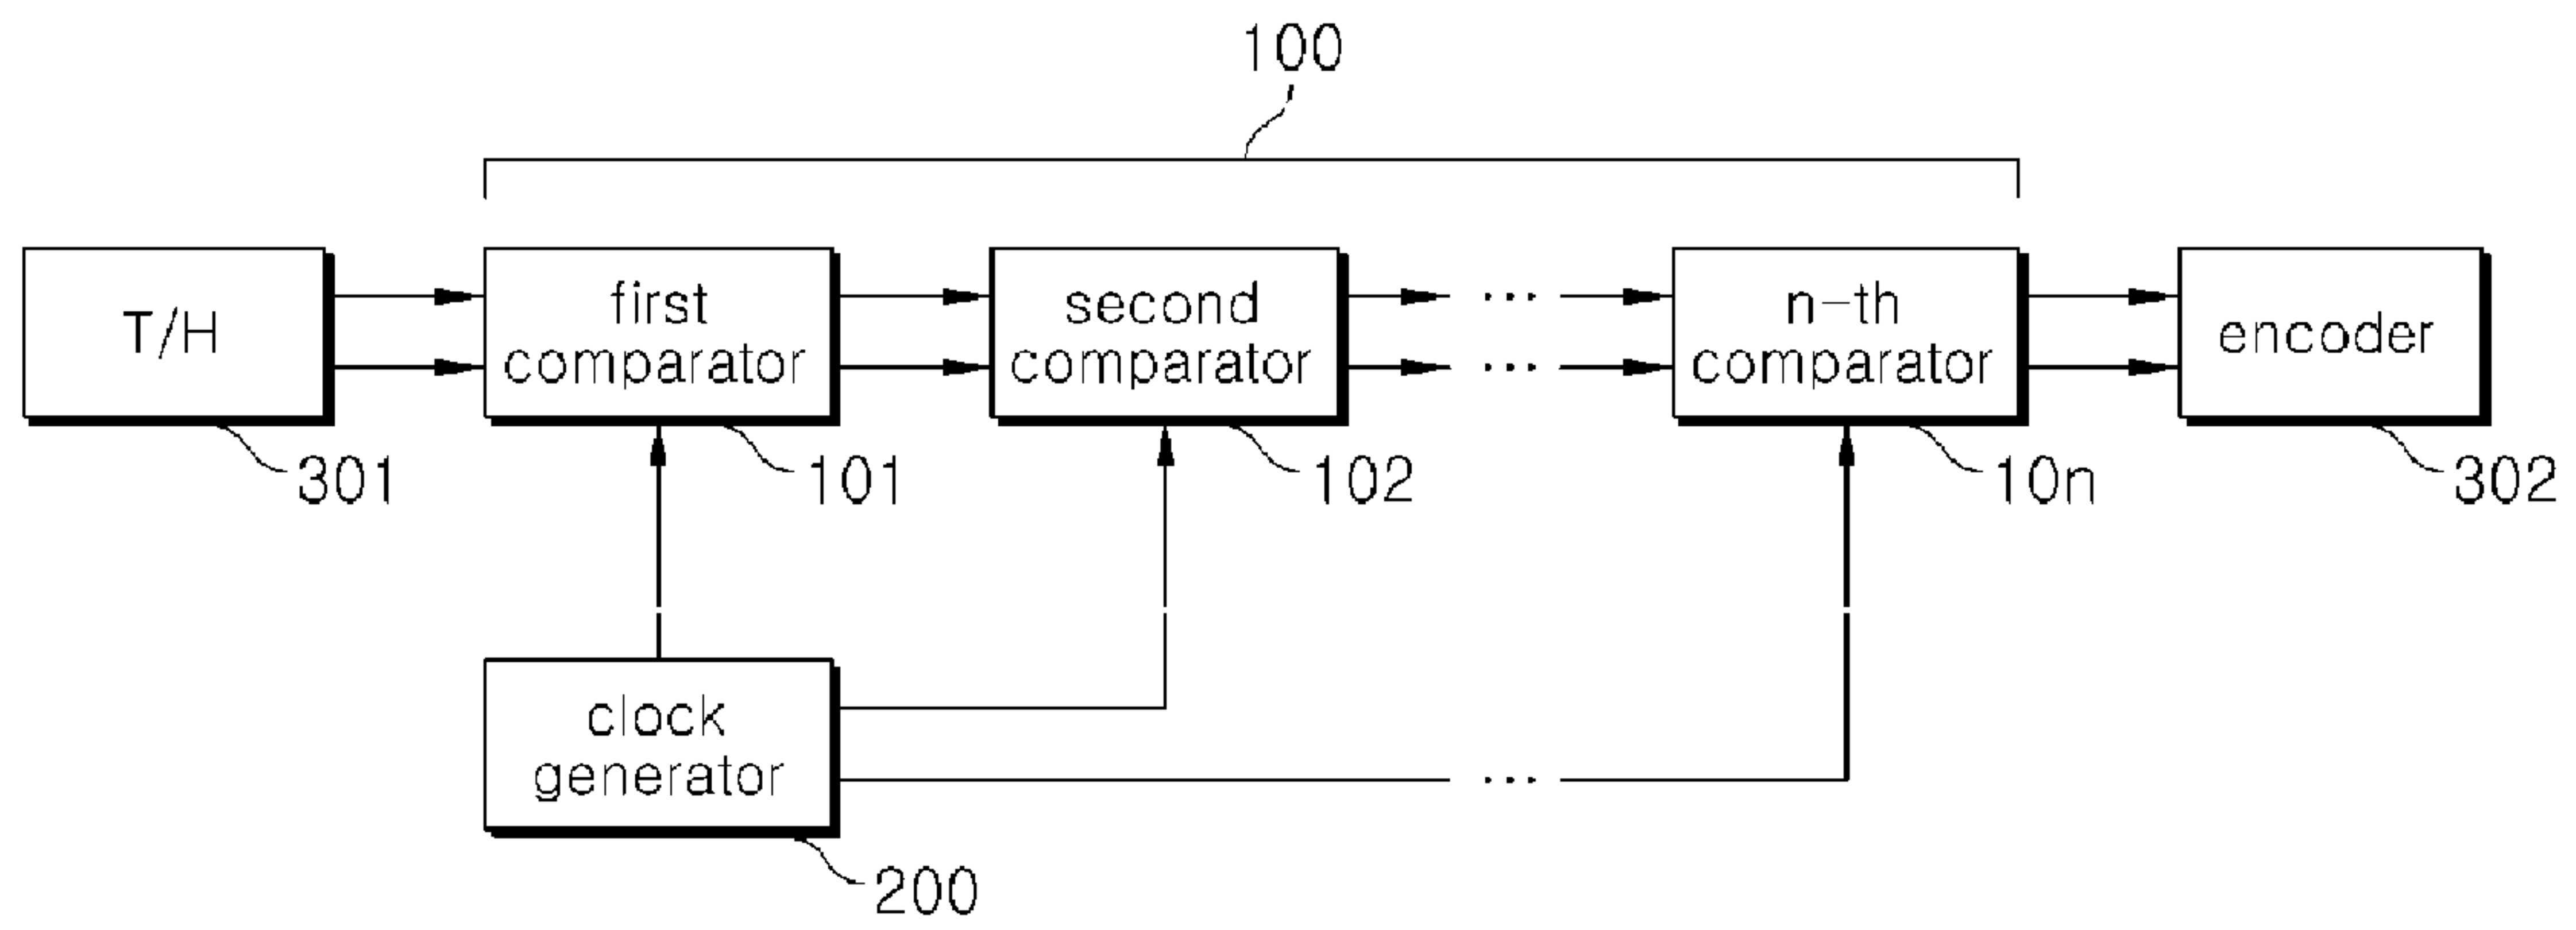 100
T/H
first
comparator
second
comparator
...
...
n-th
comparator
encoder
301
101
102
10n
302
clock
generator
...
200